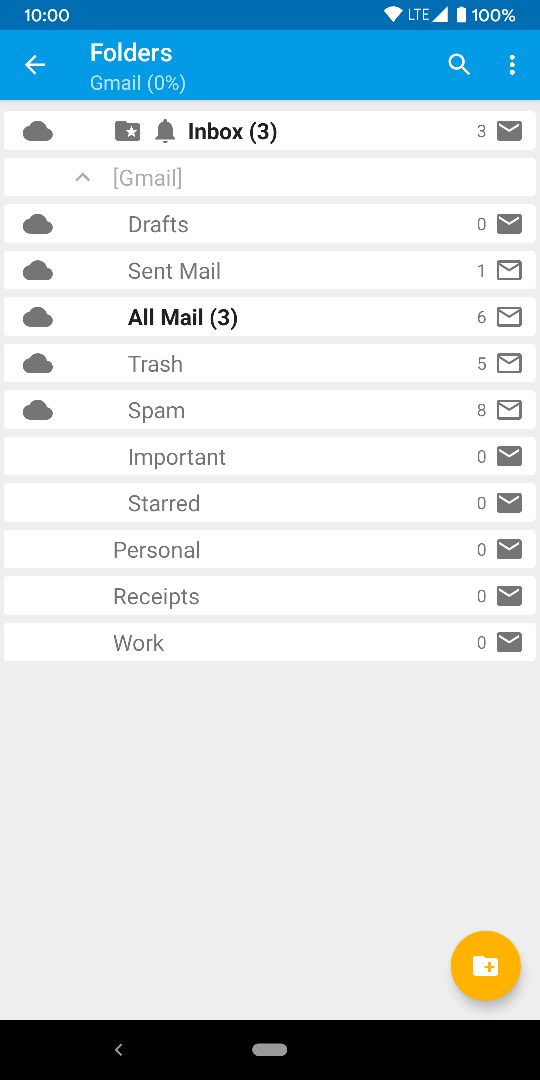 10:00 LTE 100%
Folders
Gmail (0%)
Inbox (3) 3
[Gmail]
Drafts 0
Sent Mail 1
All Mail (3) 6
Trash 5
Spam 8
Important 0
Starred 0
Personal 0
Receipts 0
Work 0